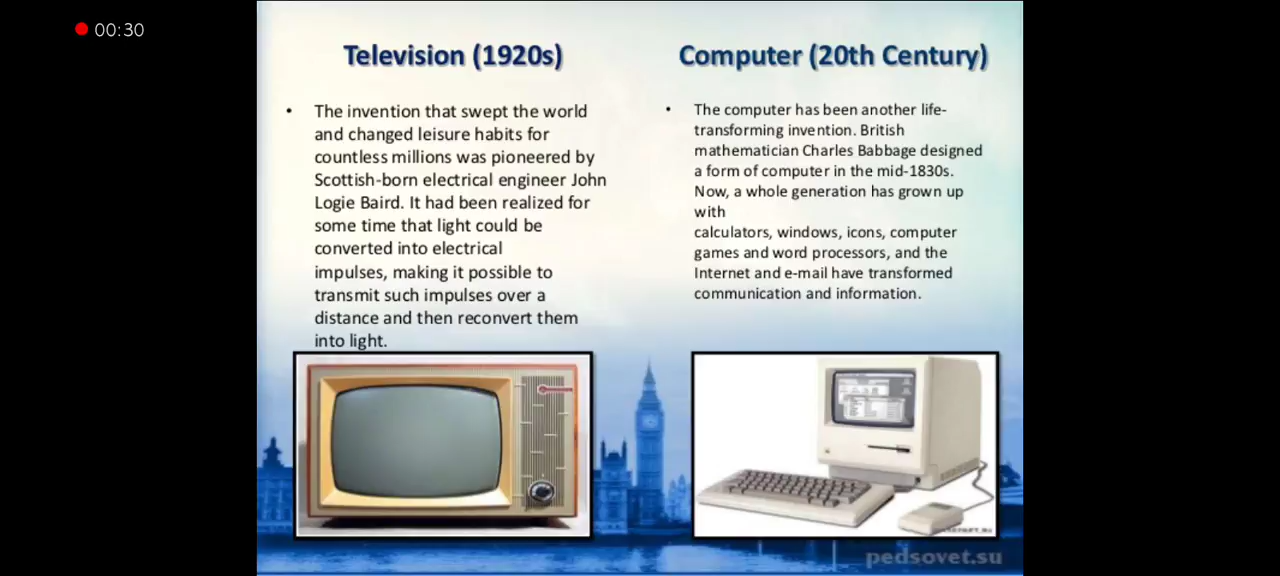 00:30
Television (1920s)
• The invention that swept the world
and changed leisure habits for
countless millions was pioneered by
Scottish-born electrical engineer John
Logie Baird. It had been realized for
some time that light could be
converted into electrical
impulses, making it possible to
transmit such impulses over a
distance and then reconvert them
into light.
Computer (20th Century)
• The computer has been another life-
transforming invention. British
mathematician Charles Babbage designed
a form of computer in the mid-1830s.
Now, a whole generation has grown up
with
calculators, windows, icons, computer
games and word processors, and the
Internet and e-mail have transformed
communication and information.
pedsovet.su